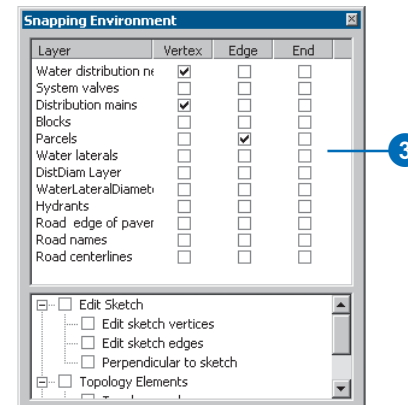 Snapping Environment
Layer Vertex Edge End
Water distribution ne
System valves
Distribution mains
Blocks
Parcels
Water laterals
DistDiam Layer
WaterLateralDiamet
Hydrants
Road edge of paver
Road names
Road centerlines
3
Edit Sketch
Edit sketch vertices
Edit sketch edges
Perpendicular to sketch
Topology Elements